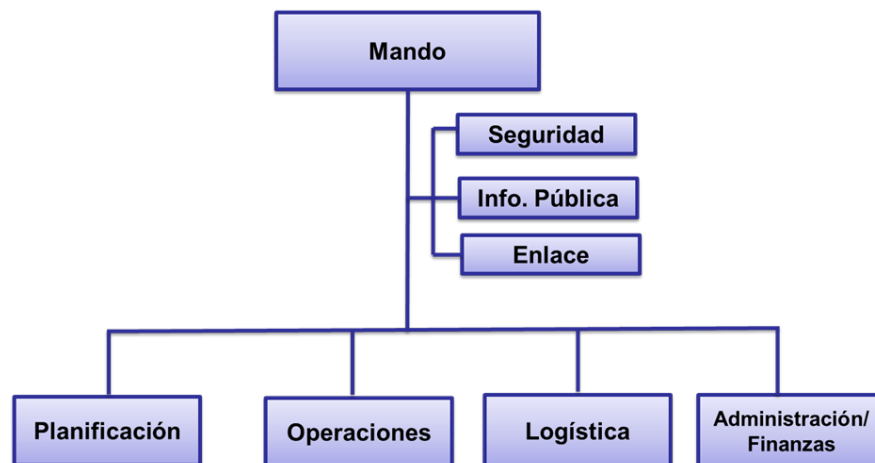 Mando
Seguridad
Info. Pública
Enlace
Planificación
Operaciones
Logística
Administración/
Finanzas